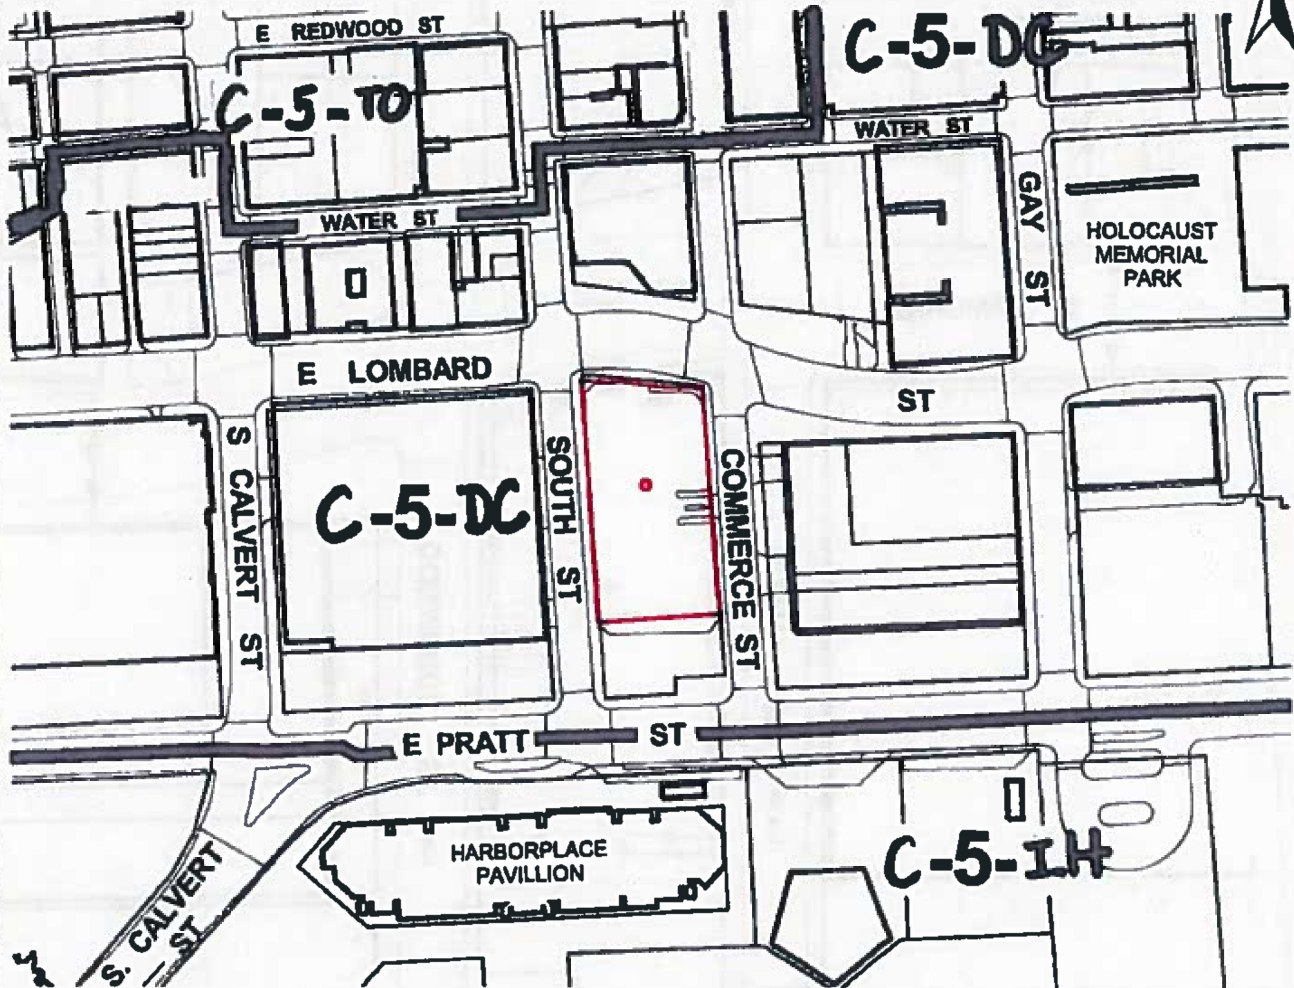 E REDWOOD ST
C-5-DC
C-5-TO
WATER ST
WATER ST
GAY ST
HOLOCAUST
MEMORIAL
PARK
E LOMBARD
ST
S CALVERT ST
C-5-DC
SOUTH ST
COMMERCE ST
E PRATT
ST
HARBORPLACE
PAVILLION
C-5-IH
S. CALVERT
ST